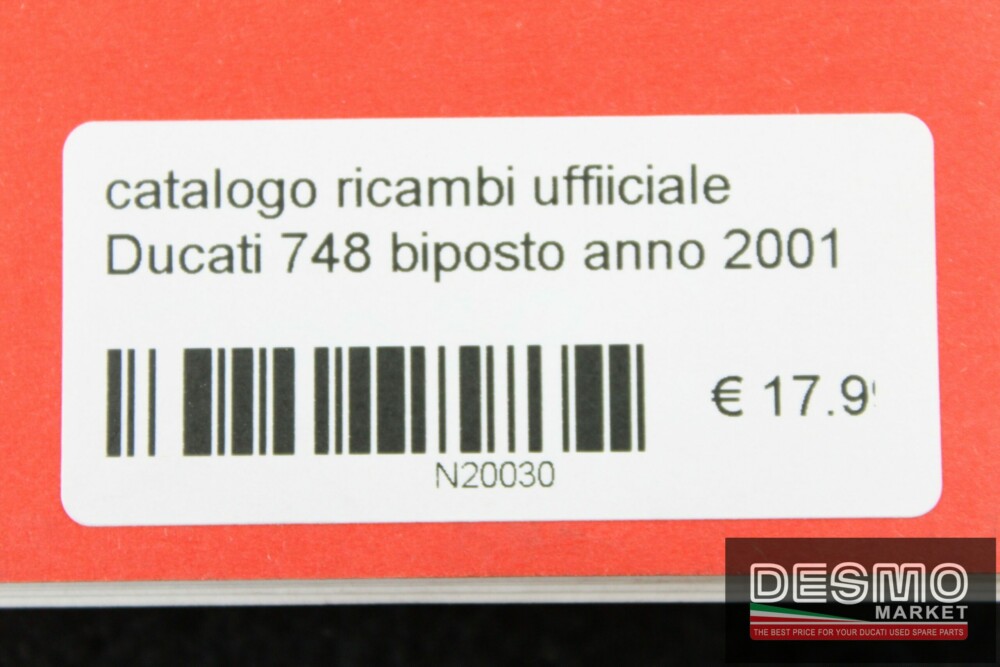 catalogo ricambi uffiiciale
Ducati 748 biposto anno 2001
€ 17.9
N20030
DESMO
MARKET
THE BEST PRICE FOR YOUR DUCATI USED SPARE PARTS